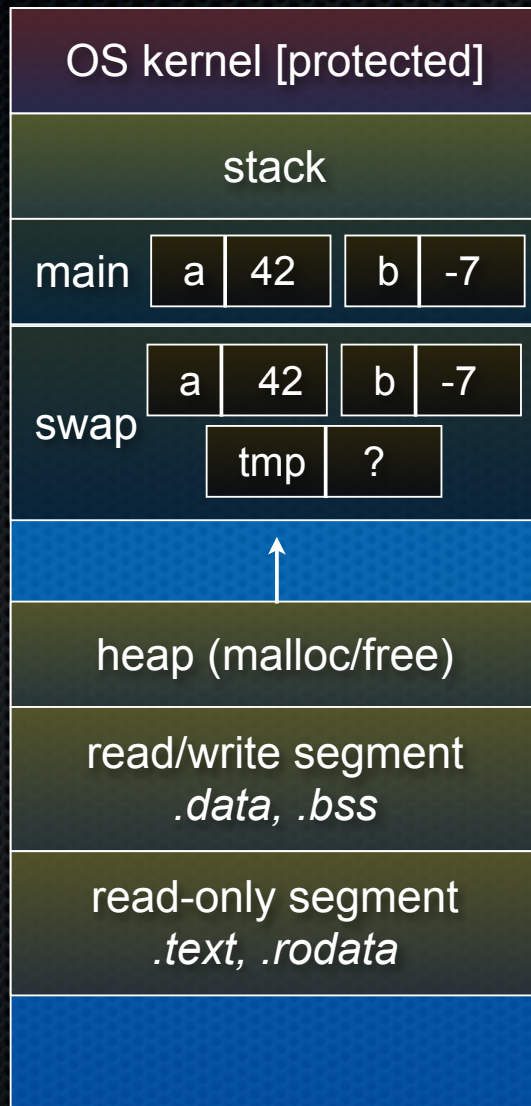 OS kernel [protected]
stack
main a 42 b -7
swap a 42 b -7
tmp ?
heap (malloc/free)
read/write segment
.data, .bss
read-only segment
.text, .rodata